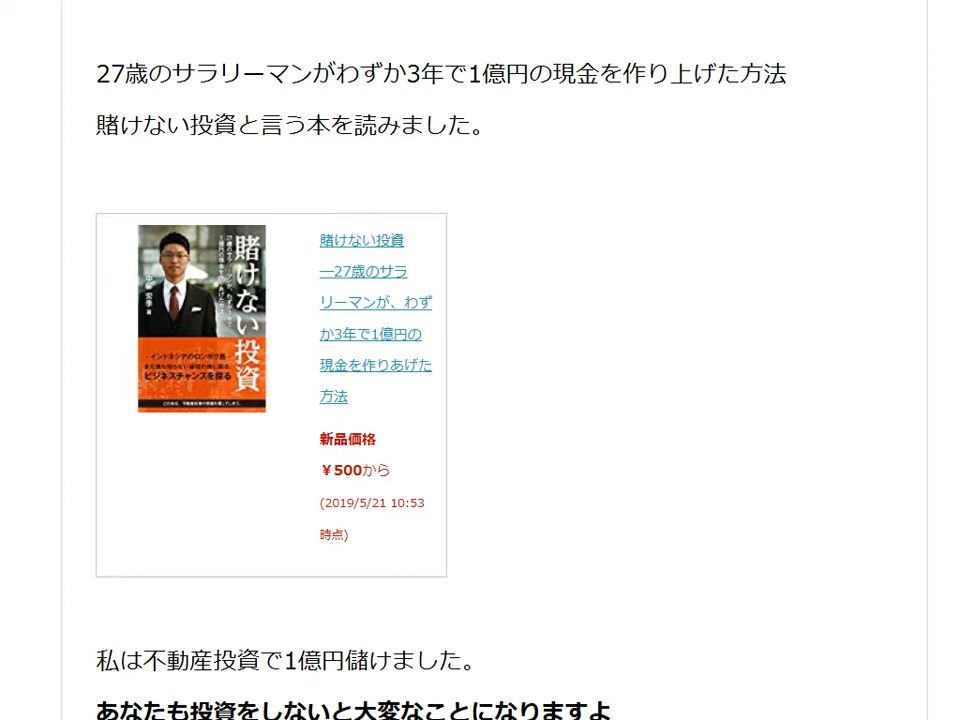 27歳のサラリーマンがわずか3年で1億円の現金を作り上げた方法
賭けない投資と言う本を読みました。
賭けない投資
インドネシアのロンボク島
ビジネスチャンスを探る
賭けない投資
―27歳のサラ
リーマンが、わず
か3年で1億円の
現金を作りあげた
方法
新品価格
￥500から
(2019/5/21 10:53
時点)
私は不動産投資で1億円儲けました。
あなたも投資をしないと大変なことになりますよ